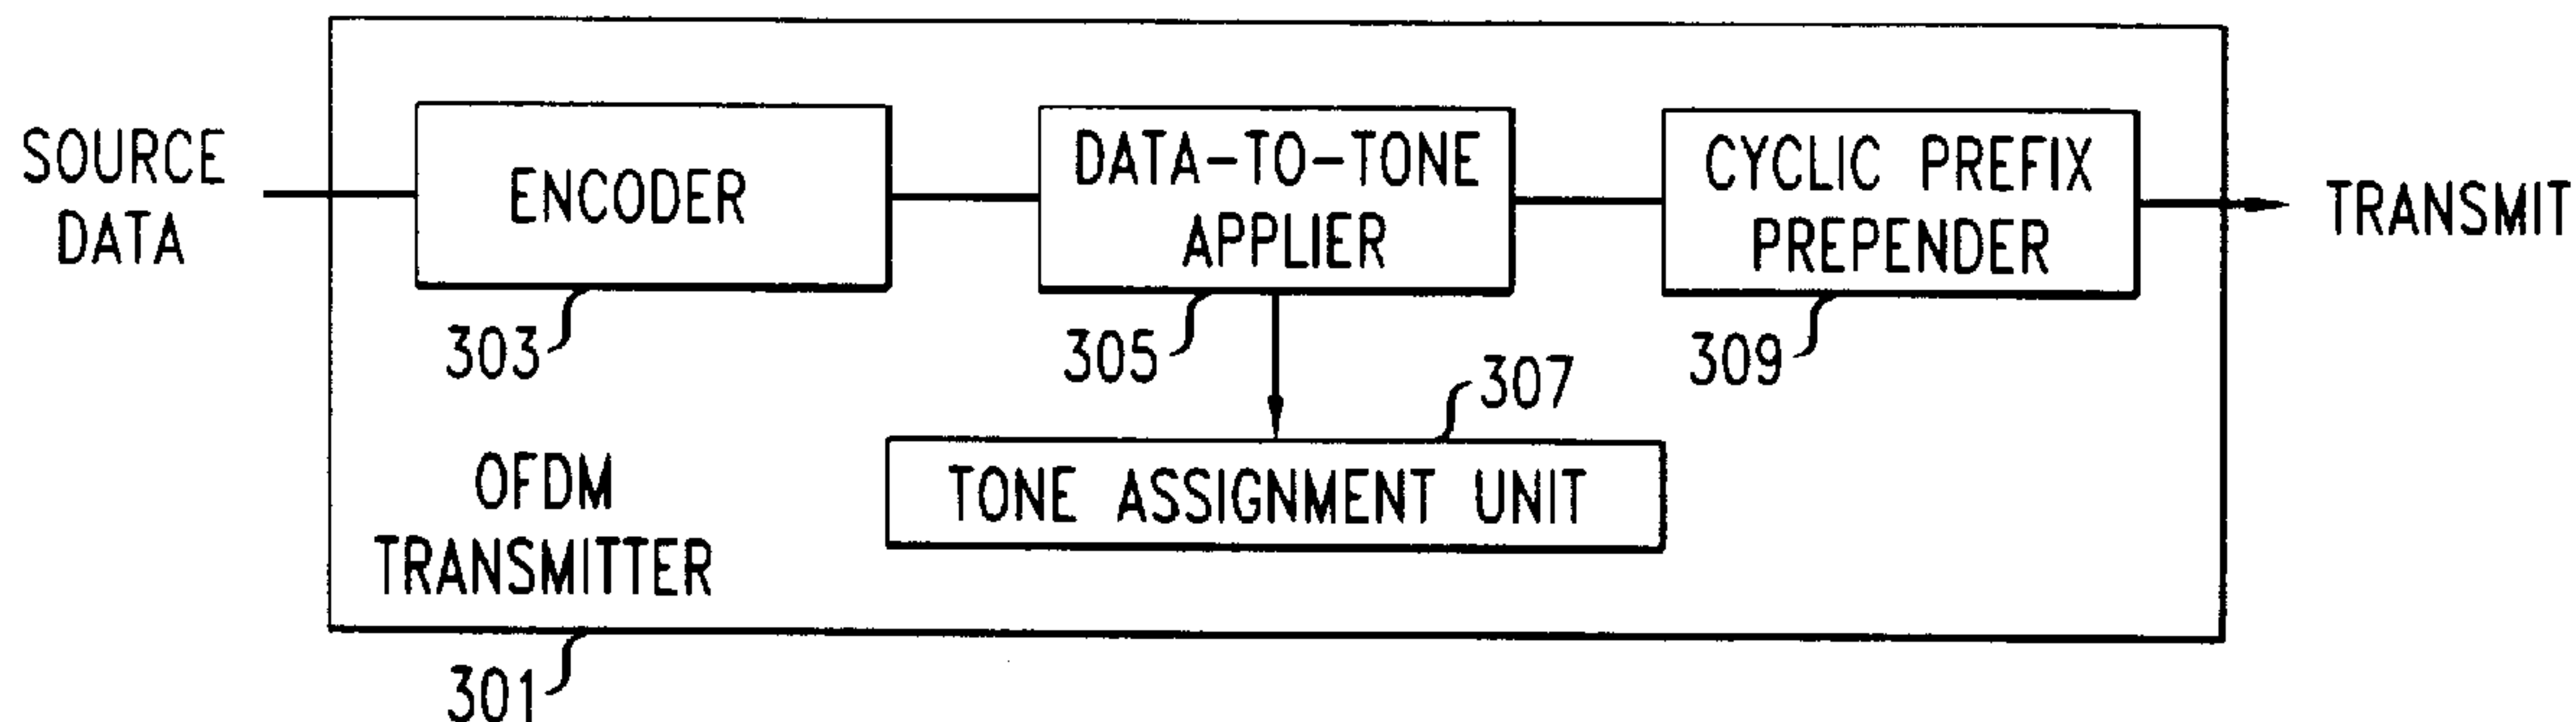 SOURCE
DATA
ENCODER
303
DATA-TO-TONE
APPLIER
305
CYCLIC PREFIX
PREPENDER
309
TRANSMIT
307
TONE ASSIGNMENT UNIT
OFDM
TRANSMITTER
301